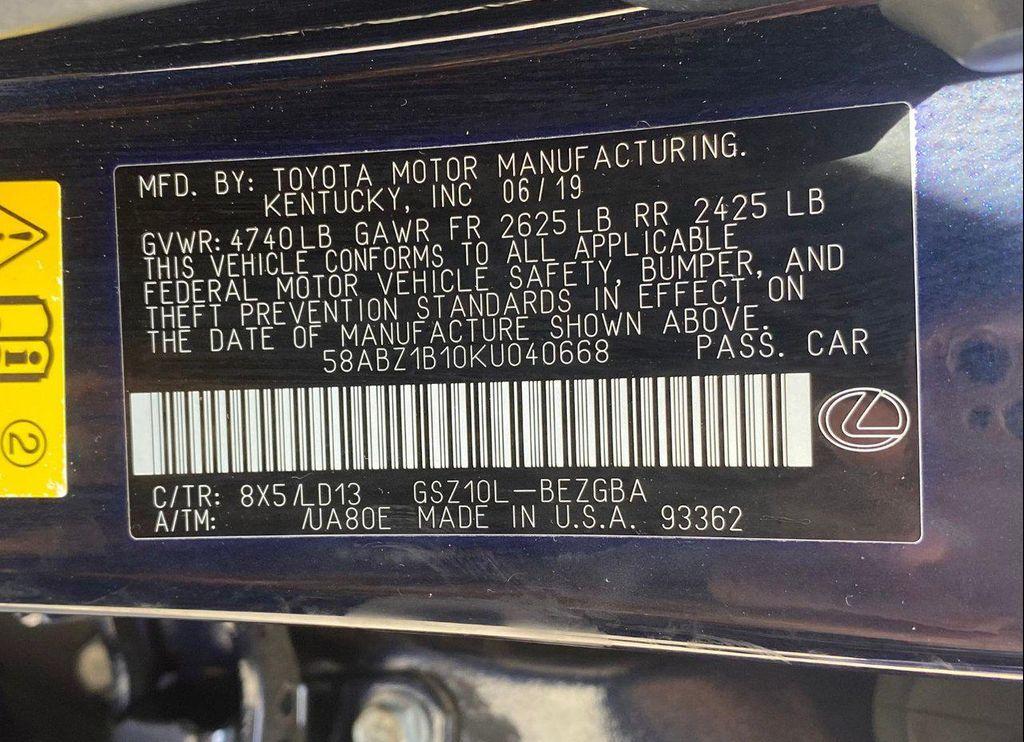 MFD. BY: TOYOTA MOTOR MANUFACTURING.
KENTUCKY, INC 06/19
GVWR: 4740LB GAWR FR 2625LB RR 2425 LB
THIS VEHICLE CONFORMS TO ALL APPLICABLE
FEDERAL MOTOR VEHICLE SAFETY, BUMPER, AND
THEFT PREVENTION STANDARDS IN EFFECT ON
THE DATE OF MANUFACTURE SHOWN ABOVE.
58ABZ1B10KU040668 PASS. CAR
C/TR: 8X5/LD13 GSZ10L-BEZGBA
A/TM: /UA80E MADE IN U.S.A. 93362
2